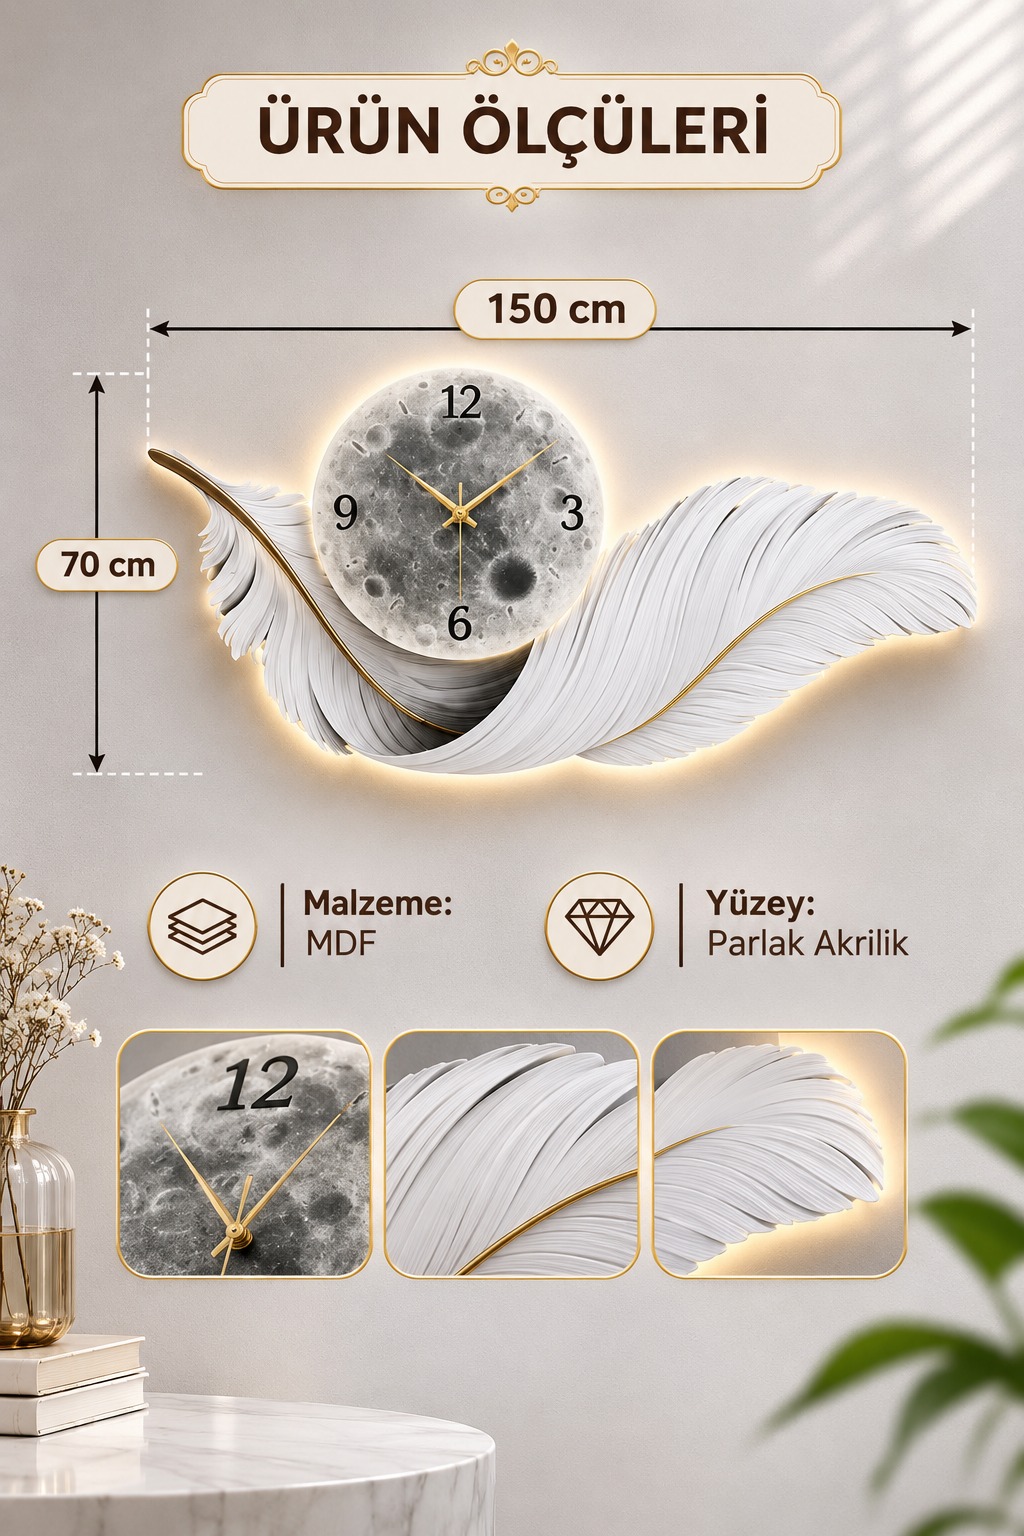 ÜRÜN ÖLÇÜLERİ
150 cm
12
9
3
70 cm
6
Malzeme:
MDF
Yüzey:
Parlak Akrilik
12